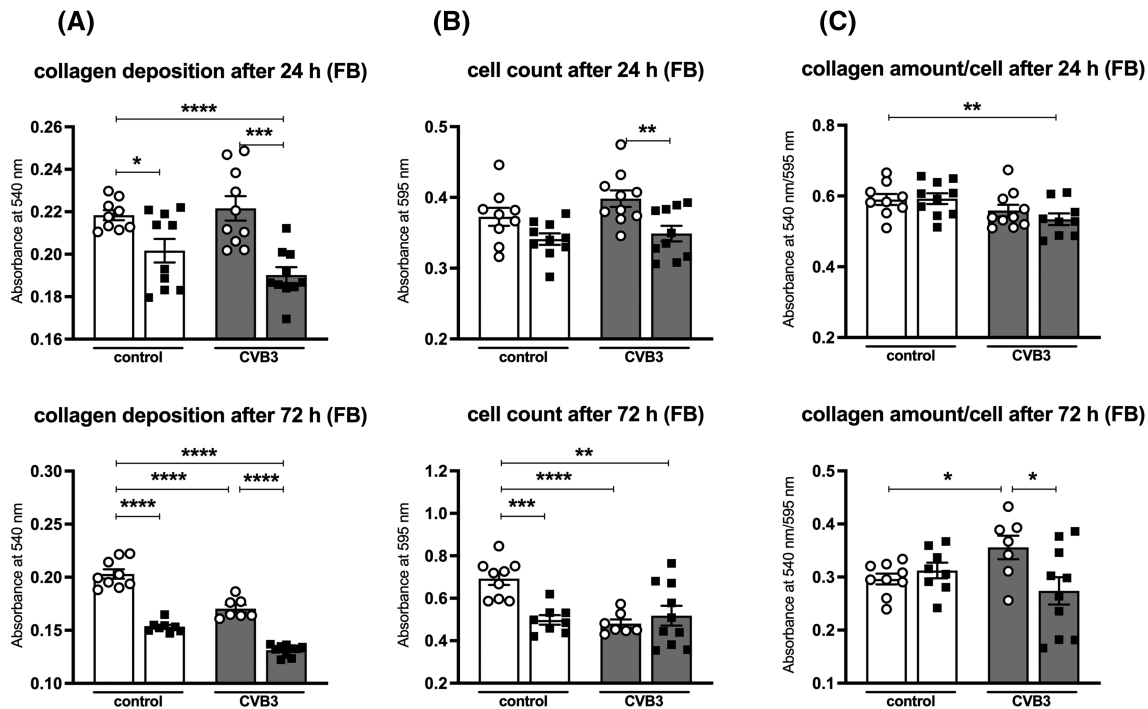 (A)
collagen deposition after 24 h (FB)
****
***
*
0.26
0.24
0.22
0.20
0.18
0.16
Absorbance at 540 nm
control
CVB3
(B)
cell count after 24 h (FB)
**
0.5
0.4
0.3
0.2
Absorbance at 595 nm
control
CVB3
(C)
collagen amount/cell after 24 h (FB)
**
0.8
0.6
0.4
0.2
Absorbance at 540 nm/595 nm
control
CVB3
collagen deposition after 72 h (FB)
****
**** ****
****
0.30
0.25
0.20
0.15
0.10
Absorbance at 540 nm
control
CVB3
cell count after 72 h (FB)
**
****
***
1.2
1.0
0.8
0.6
0.4
0.2
Absorbance at 595 nm
control
CVB3
collagen amount/cell after 72 h (FB)
* *
0.5
0.4
0.3
0.2
0.1
Absorbance at 540 nm/595 nm
control
CVB3